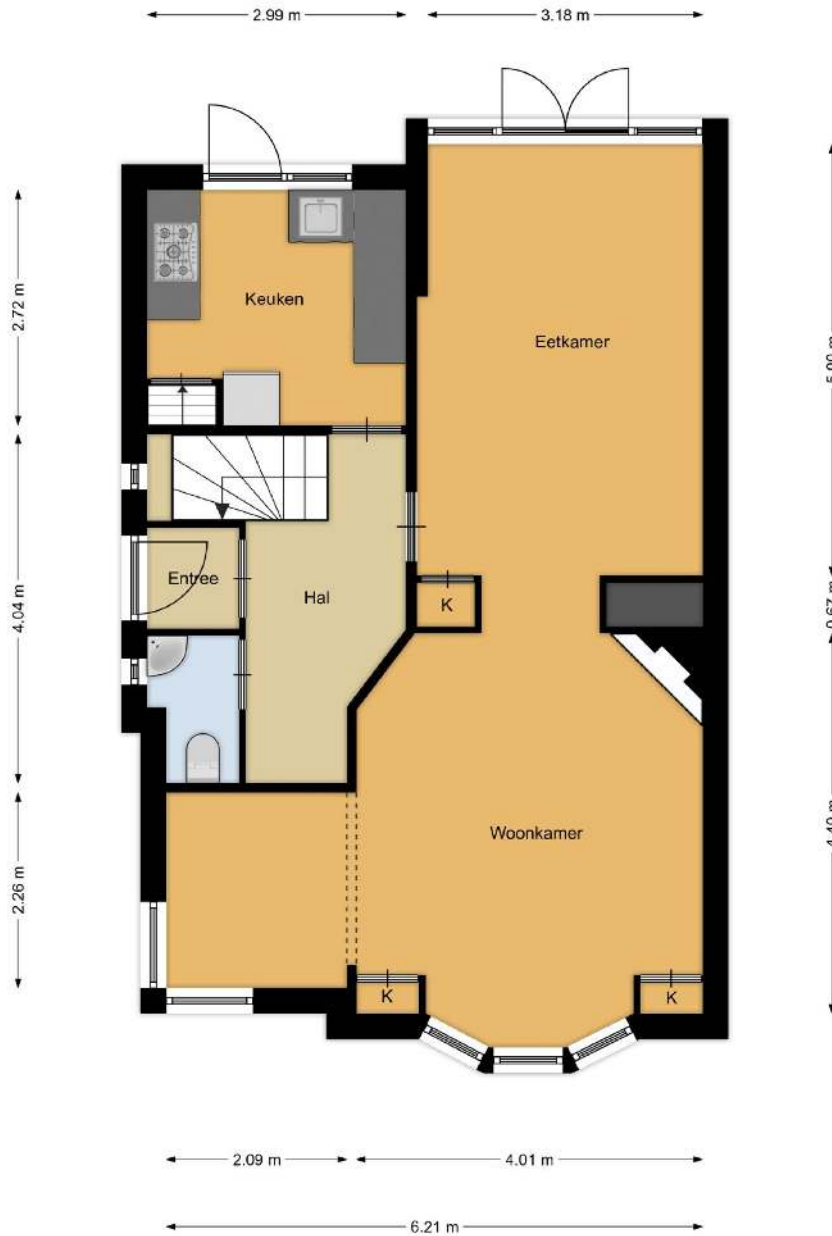 2.99 m
3.18 m
2.72 m
Keuken
Eetkamer
4.04 m
Entree
Hal
K
2.26 m
Woonkamer
K
K
2.09 m
4.01 m
6.21 m